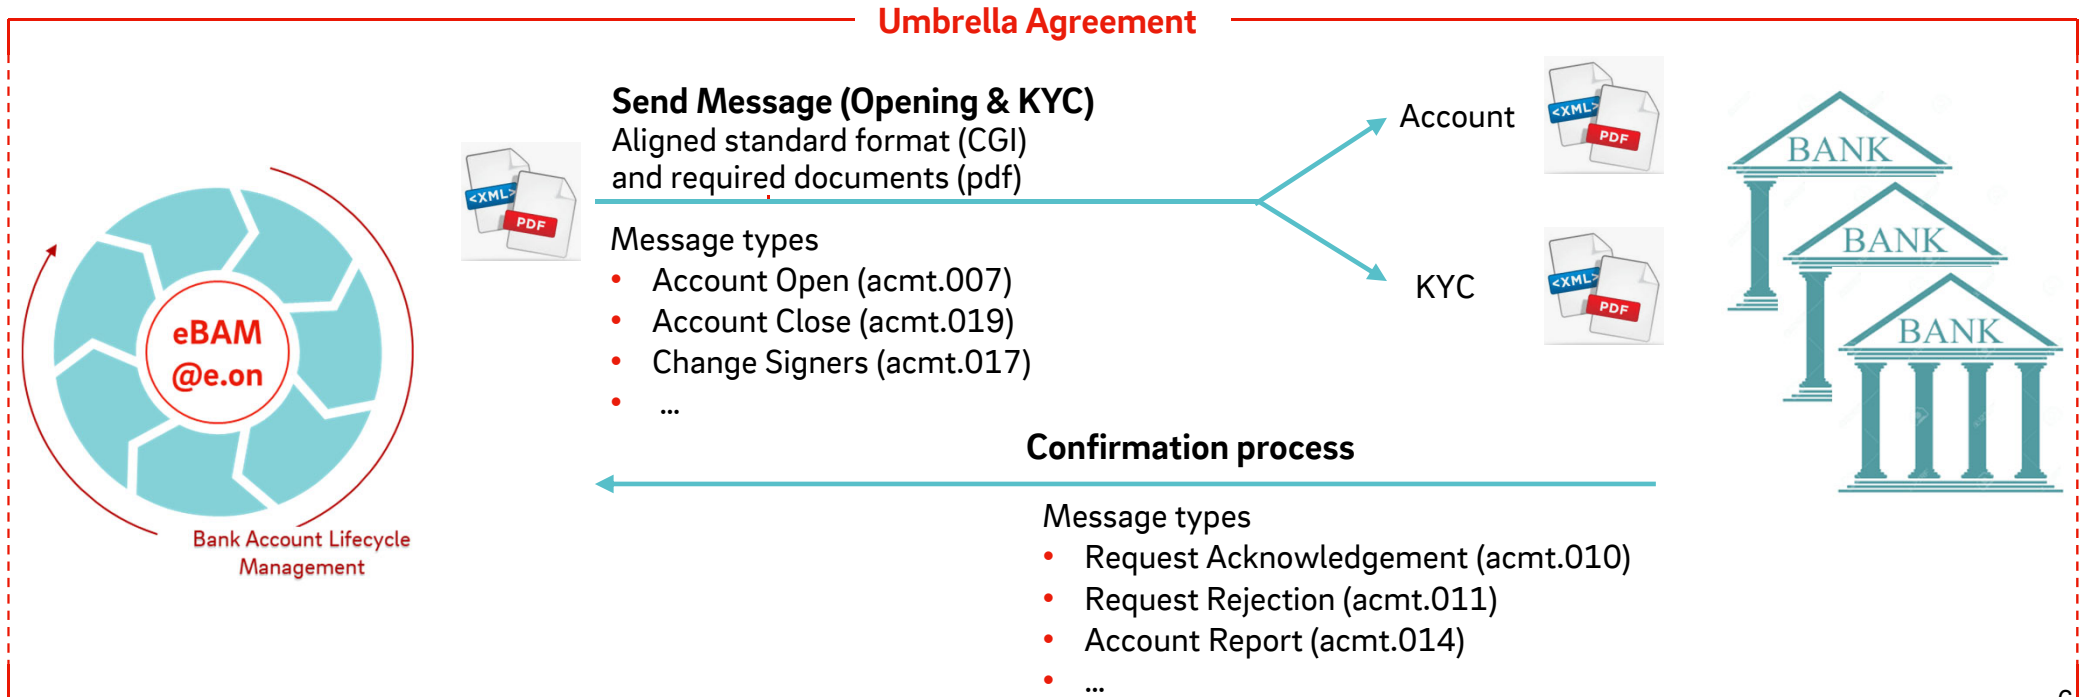 Umbrella Agreement
Send Message (Opening & KYC)
Aligned standard format (CGI)
and required documents (pdf)
<XML>
PDF
Message types
• Account Open (acmt.007)
• Account Close (acmt.019)
• Change Signers (acmt.017)
• ...
Account
<XML>
PDF
KYC
<XML>
PDF
BANK
BANK
BANK
eBAM
@e.on
Bank Account Lifecycle
Management
Confirmation process
Message types
• Request Acknowledgement (acmt.010)
• Request Rejection (acmt.011)
• Account Report (acmt.014)
• ...